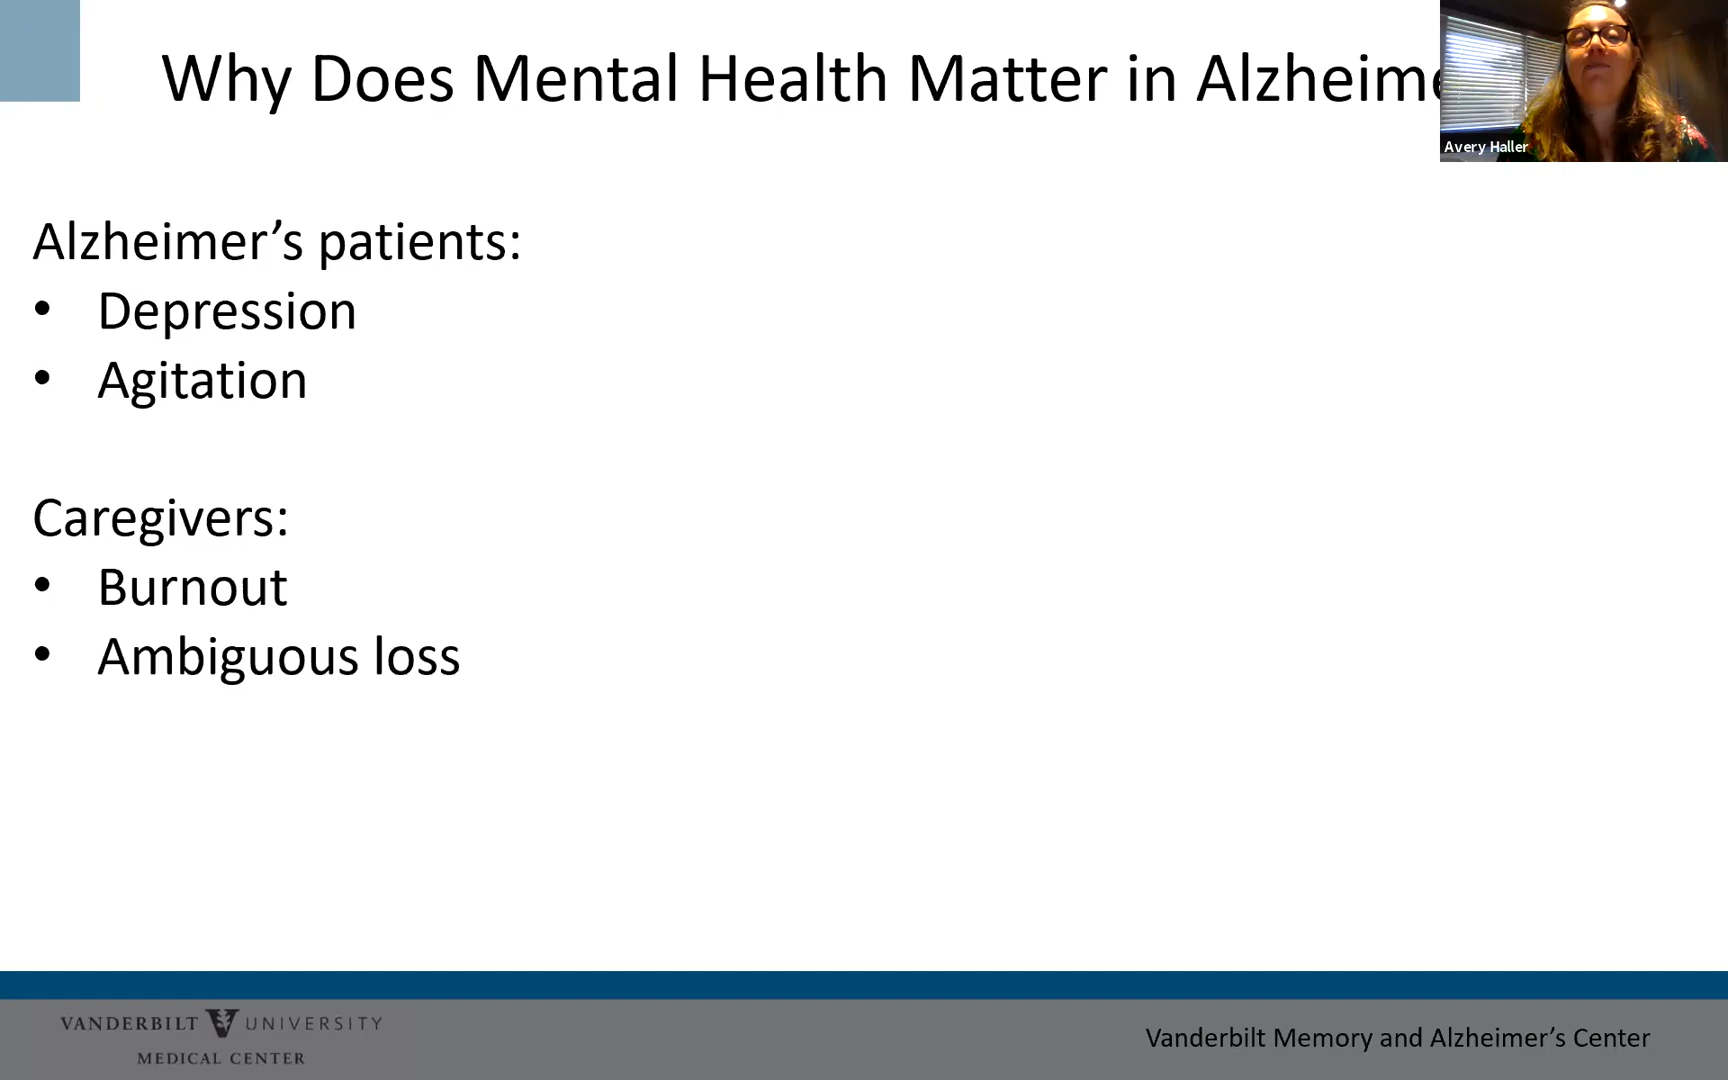 Why Does Mental Health Matter in Alzheime
Avery Haller
Alzheimer’s patients:
• Depression
• Agitation
Caregivers:
• Burnout
• Ambiguous loss
VANDERBILT V UNIVERSITY
MEDICAL CENTER
Vanderbilt Memory and Alzheimer’s Center